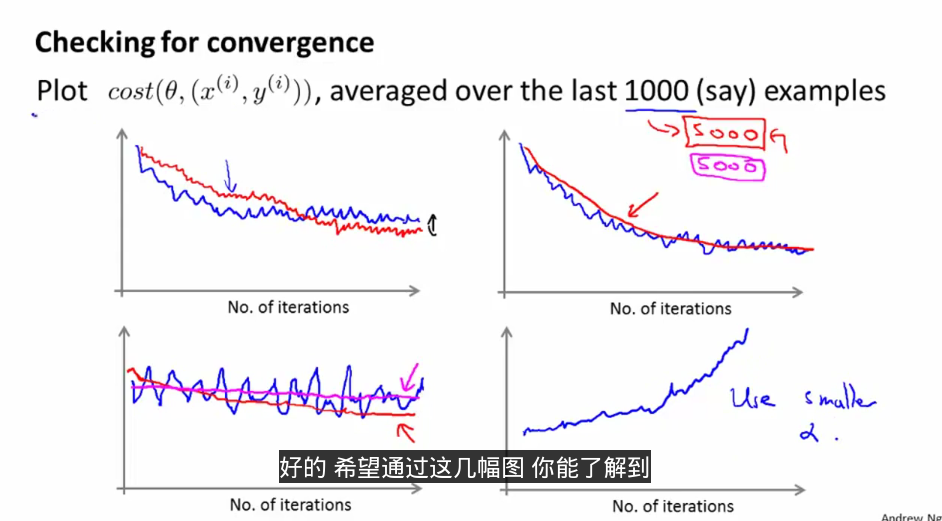 Checking for convergence
Plot cost(θ, (x^(i), y^(i))), averaged over the last 1000 (say) examples
5000
5000
No. of iterations
No. of iterations
Use smaller
α.
好的 希望通过这几幅图 你能了解到
No. of iterations
No. of iterations
Andrew Ng